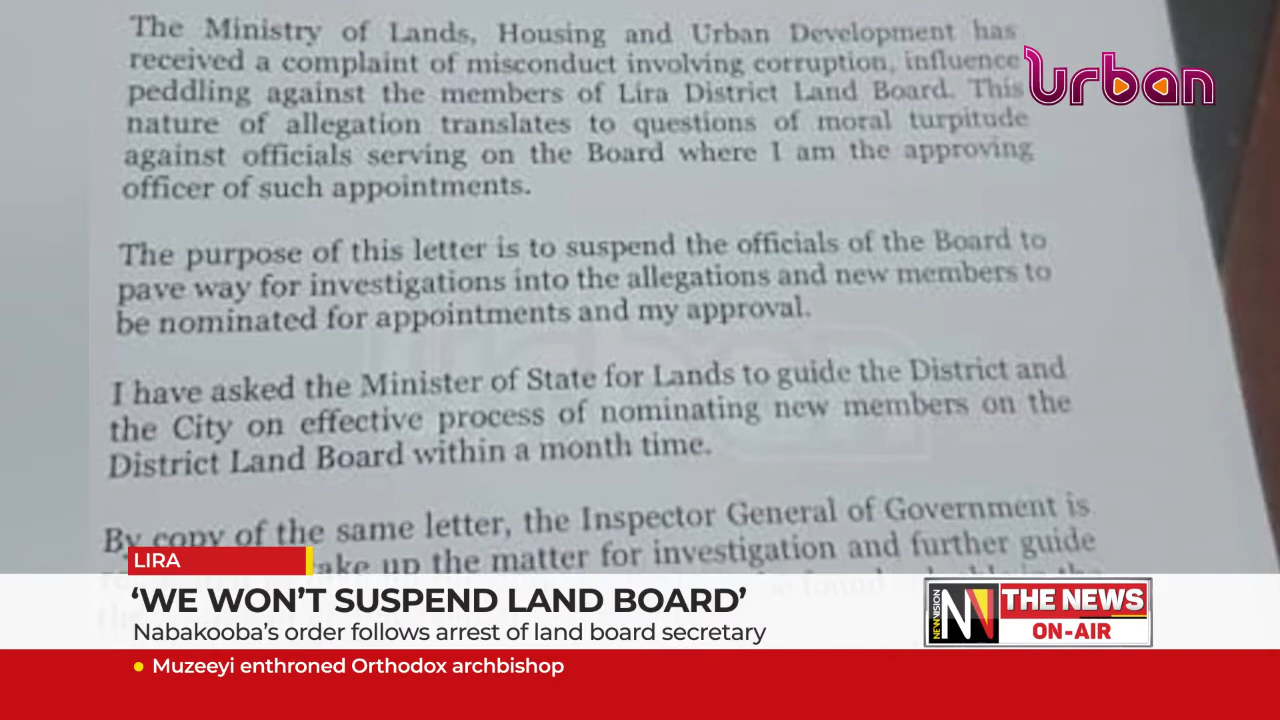 The Ministry of Lands, Housing and Urban Development has
received a complaint of misconduct involving corruption, influence
peddling against the members of Lira District Land Board. This
nature of allegation translates to questions of moral turpitude
against officials serving on the Board where I am the approving
officer of such appointments.
The purpose of this letter is to suspend the officials of the Board to
pave way for investigations into the allegations and new members to
be nominated for appointments and my approval.
I have asked the Minister of State for Lands to guide the District and
the City on effective process of nominating new members on the
District Land Board within a month time.
By copy of the same letter, the Inspector General of Government is
up the matter for investigation and further guide
urban
LIRA
‘WE WON’T SUSPEND LAND BOARD’
Nabakooba’s order follows arrest of land board secretary
NEW VISION
N
THE NEWS
ON-AIR
Muzeeyi enthroned Orthodox archbishop